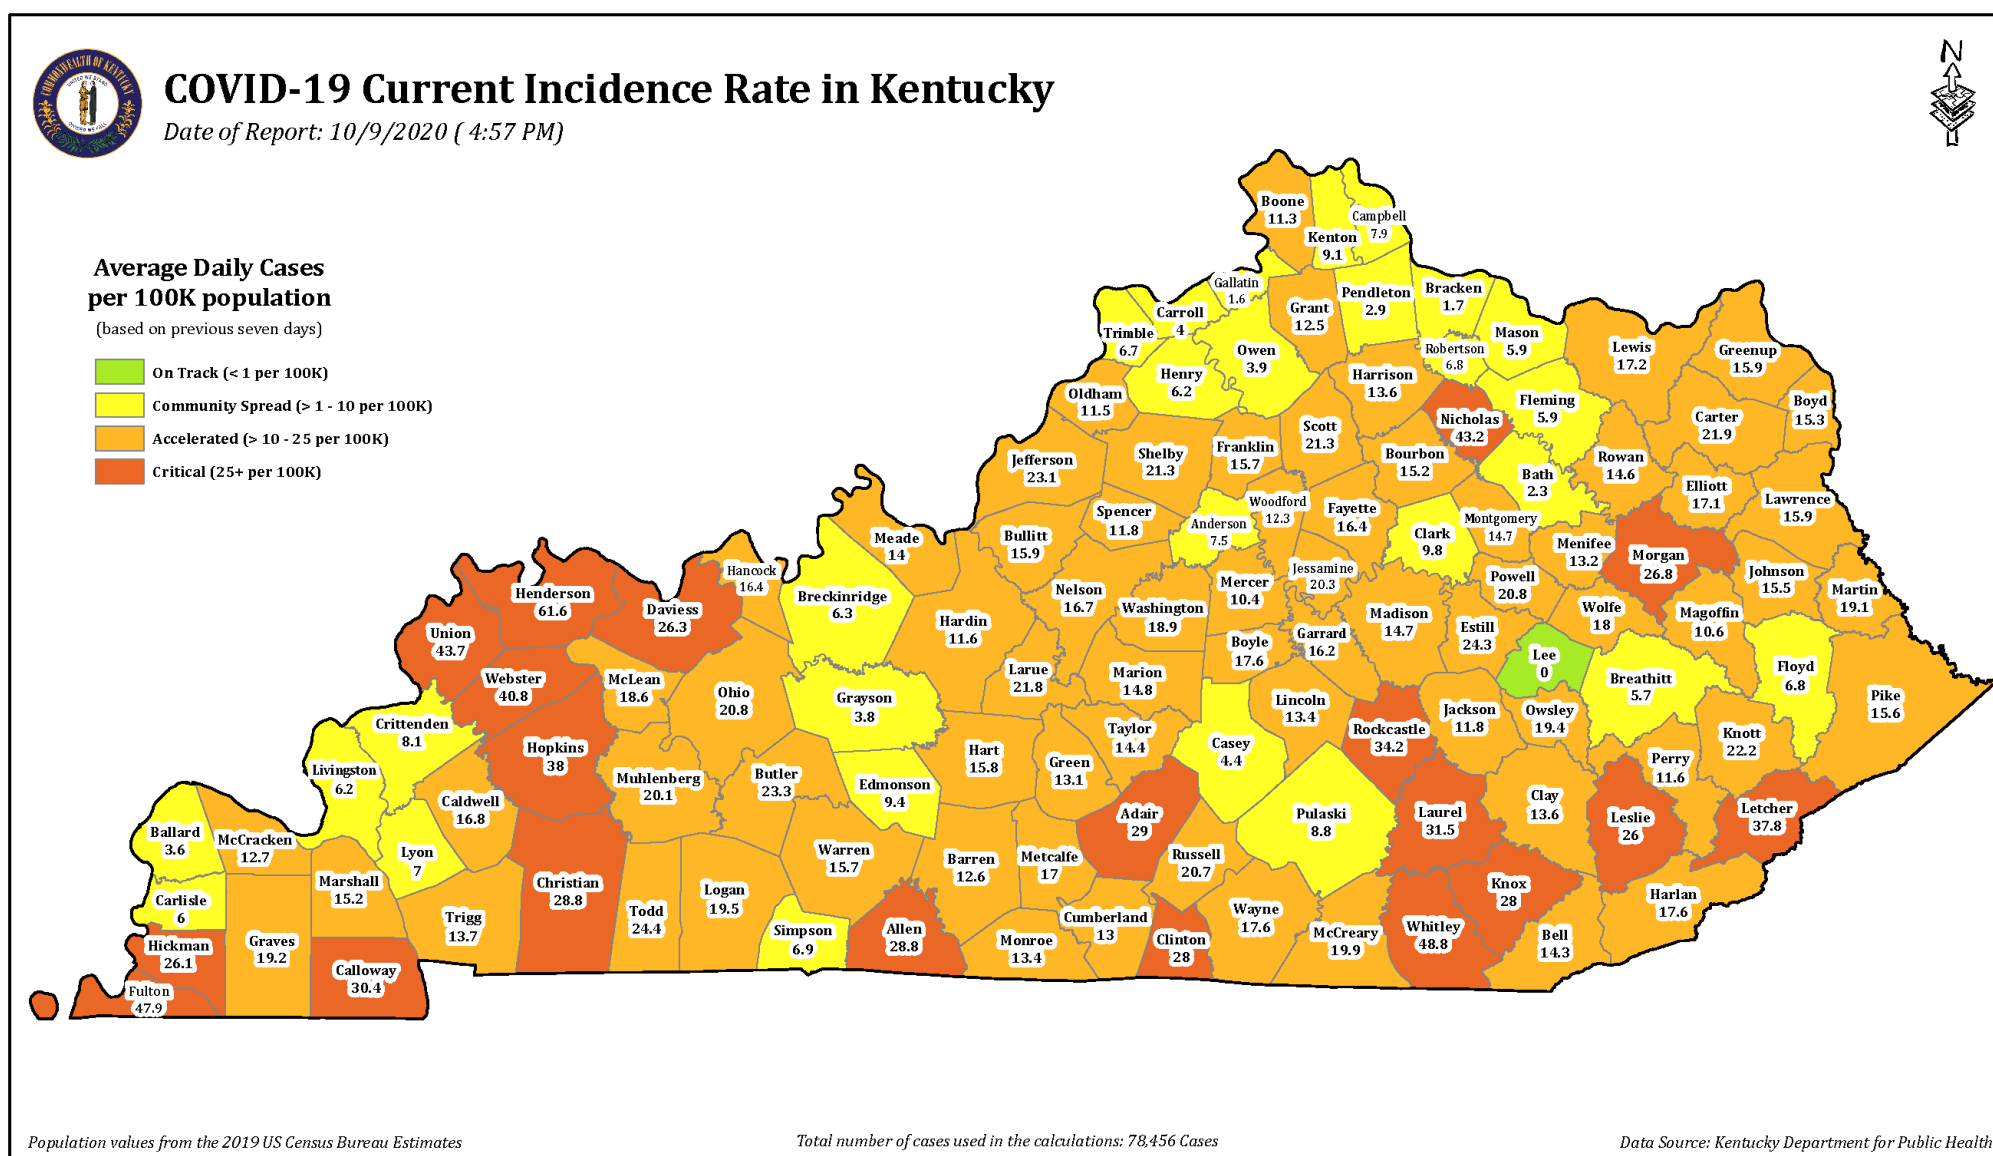 COMMONWEALTH OF KENTUCKY
UNITED WE STAND
DIVIDED WE FALL
COVID-19 Current Incidence Rate in Kentucky
Date of Report: 10/9/2020 ( 4:57 PM)
N
Average Daily Cases
per 100K population
(based on previous seven days)
On Track (< 1 per 100K)
Community Spread (> 1 - 10 per 100K)
Accelerated (> 10 - 25 per 100K)
Critical (25+ per 100K)
Boone
11.3
Kenton
9.1
Campbell
7.9
Gallatin
1.6
Carroll
4
Trimble
6.7
Grant
12.5
Pendleton
2.9
Bracken
1.7
Mason
5.9
Robertson
6.8
Lewis
17.2
Greenup
15.9
Boyd
15.3
Carter
21.9
Owen
3.9
Henry
6.2
Oldham
11.5
Harrison
13.6
Nicholas
43.2
Fleming
5.9
Scott
21.3
Franklin
15.7
Shelby
21.3
Jefferson
23.1
Bourbon
15.2
Bath
2.3
Rowan
14.6
Elliott
17.1
Lawrence
15.9
Spencer
11.8
Anderson
7.5
Woodford
12.3
Fayette
16.4
Clark
9.8
Montgomery
14.7
Menifee
13.2
Morgan
26.8
Johnson
15.5
Martin
19.1
Meade
14
Bullitt
15.9
Hancock
16.4
Breckinridge
6.3
Nelson
16.7
Washington
18.9
Mercer
10.4
Jessamine
20.3
Madison
14.7
Powell
20.8
Wolfe
18
Magoffin
10.6
Henderson
61.6
Daviess
26.3
Union
43.7
Webster
40.8
McLean
18.6
Ohio
20.8
Hardin
11.6
Larue
21.8
Marion
14.8
Boyle
17.6
Garrard
16.2
Estill
24.3
Lee
0
Breathitt
5.7
Floyd
6.8
Pike
15.6
Grayson
3.8
Crittenden
8.1
Livingston
6.2
Hopkins
38
Muhlenberg
20.1
Butler
23.3
Edmonson
9.4
Hart
15.8
Green
13.1
Taylor
14.4
Casey
4.4
Lincoln
13.4
Rockcastle
34.2
Jackson
11.8
Owsley
19.4
Perry
11.6
Knott
22.2
Letcher
37.8
Leslie
26
Clay
13.6
Laurel
31.5
Pulaski
8.8
Adair
29
Russell
20.7
Metcalfe
17
Barren
12.6
Warren
15.7
Caldwell
16.8
Lyon
7
Ballard
3.6
McCracken
12.7
Marshall
15.2
Carlisle
6
Hickman
26.1
Fulton
47.9
Graves
19.2
Calloway
30.4
Trigg
13.7
Christian
28.8
Todd
24.4
Logan
19.5
Simpson
6.9
Allen
28.8
Monroe
13.4
Cumberland
13
Clinton
28
Wayne
17.6
McCreary
19.9
Whitley
48.8
Knox
28
Bell
14.3
Harlan
17.6
Population values from the 2019 US Census Bureau Estimates
Total number of cases used in the calculations: 78,456 Cases
Data Source: Kentucky Department for Public Health